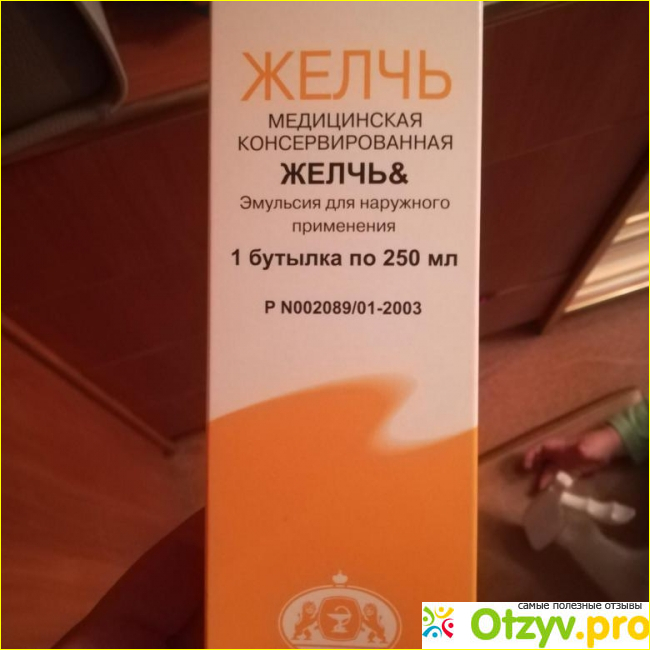 ЖЕЛЧЬ
МЕДИЦИНСКАЯ
КОНСЕРВИРОВАННАЯ
ЖЕЛЧЬ&
Эмульсия для наружного
применения
1 бутылка по 250 мл
Р N002089/01-2003
самые полезные отзывы
Otzyv.pro